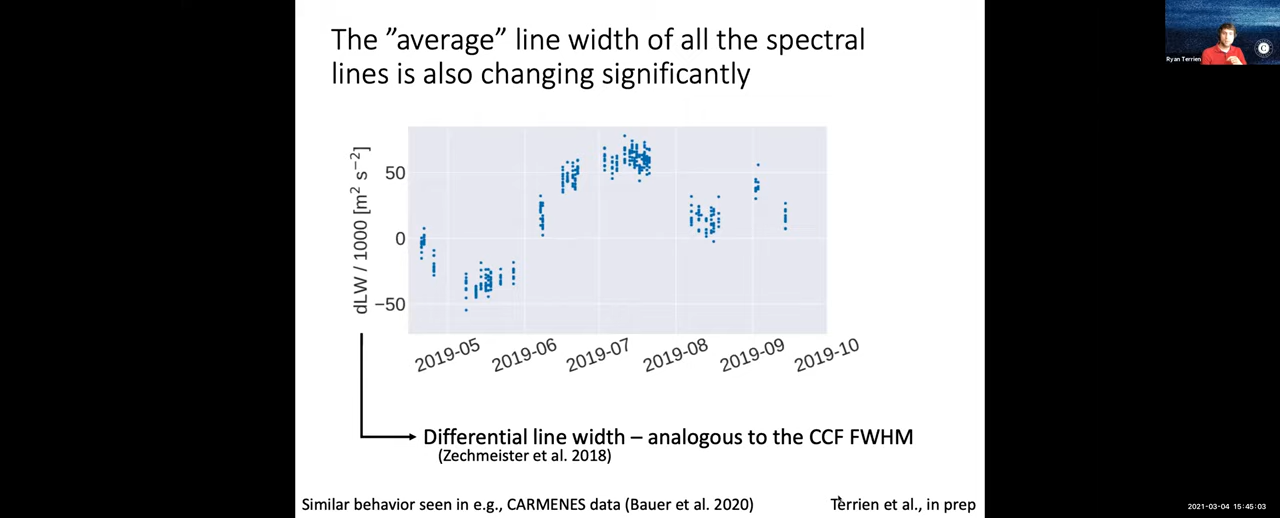 The ”average” line width of all the spectral
lines is also changing significantly
Ryan Terrien
dLW / 1000 [m² s⁻²]
50
0
−50
2019-05
2019-06
2019-07
2019-08
2019-09
2019-10
Differential line width – analogous to the CCF FWHM
(Zechmeister et al. 2018)
Similar behavior seen in e.g., CARMENES data (Bauer et al. 2020)
Terrien et al., in prep
2021-03-04 15:45:03